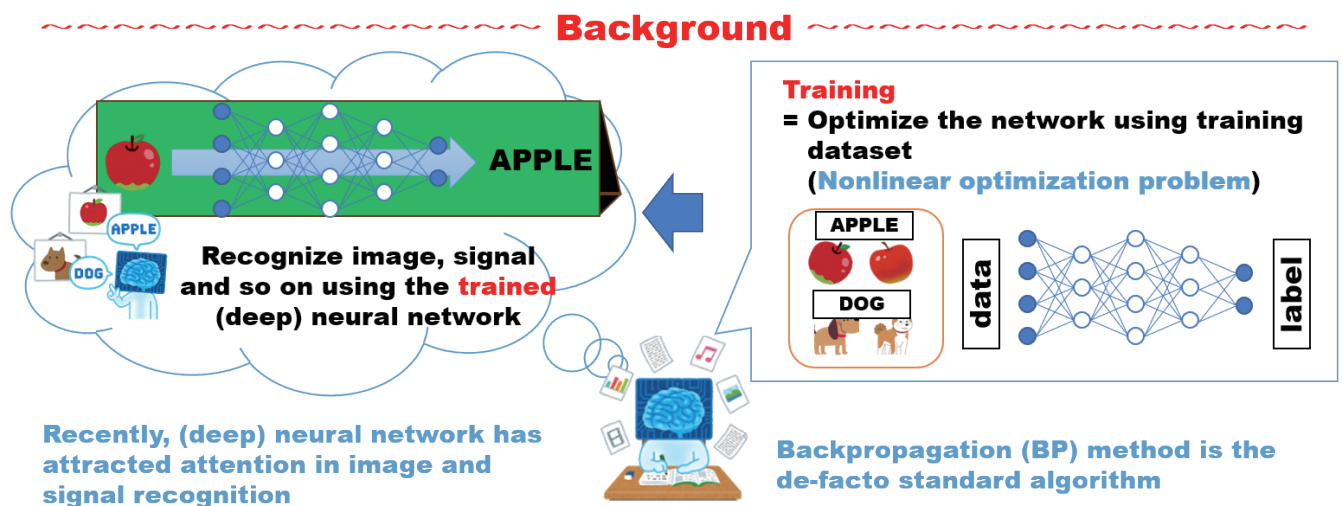 Background
APPLE
APPLE
DOG
Recognize image, signal
and so on using the trained
(deep) neural network
Recently, (deep) neural network has
attracted attention in image and
signal recognition
Training
= Optimize the network using training
dataset
(Nonlinear optimization problem)
APPLE
DOG
data
label
Backpropagation (BP) method is the
de-facto standard algorithm